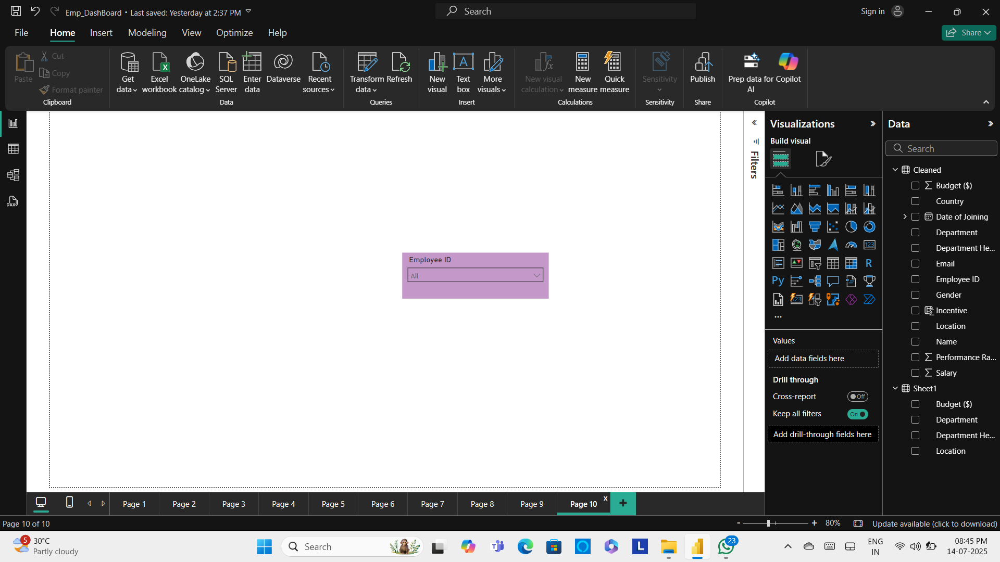 Emp_DashBoard • Last saved: Yesterday at 2:37 PM
Search
Sign in
File Home Insert Modeling View Optimize Help
Share
Paste
Cut
Copy
Format painter
Clipboard
Get data
Excel workbook
OneLake catalog
SQL Server
Enter data
Dataverse
Recent sources
Data
Transform data
Refresh
Queries
New visual
Text box
More visuals
Insert
New visual calculation
New measure
Quick measure
Calculations
Sensitivity
Sensitivity
Publish
Share
Prep data for AI
Copilot
Copilot
DAX
Employee ID
All
Filters
Visualizations
Build visual
123
R
Py
123
Values
Add data fields here
Drill through
Cross-report
Off
Keep all filters
On
Add drill-through fields here
Data
Search
Cleaned
Budget ($)
Country
Date of Joining
Department
Department He...
Email
Employee ID
Gender
Incentive
Location
Name
Performance Ra...
Salary
Sheet1
Budget ($)
Department
Department He...
Location
Page 1 Page 2 Page 3 Page 4 Page 5 Page 6 Page 7 Page 8 Page 9 Page 10
Page 10 of 10
- + 80%
Update available (click to download)
5
30°C
Partly cloudy
Search
L
23
ENG
IN
08:45 PM
14-07-2025